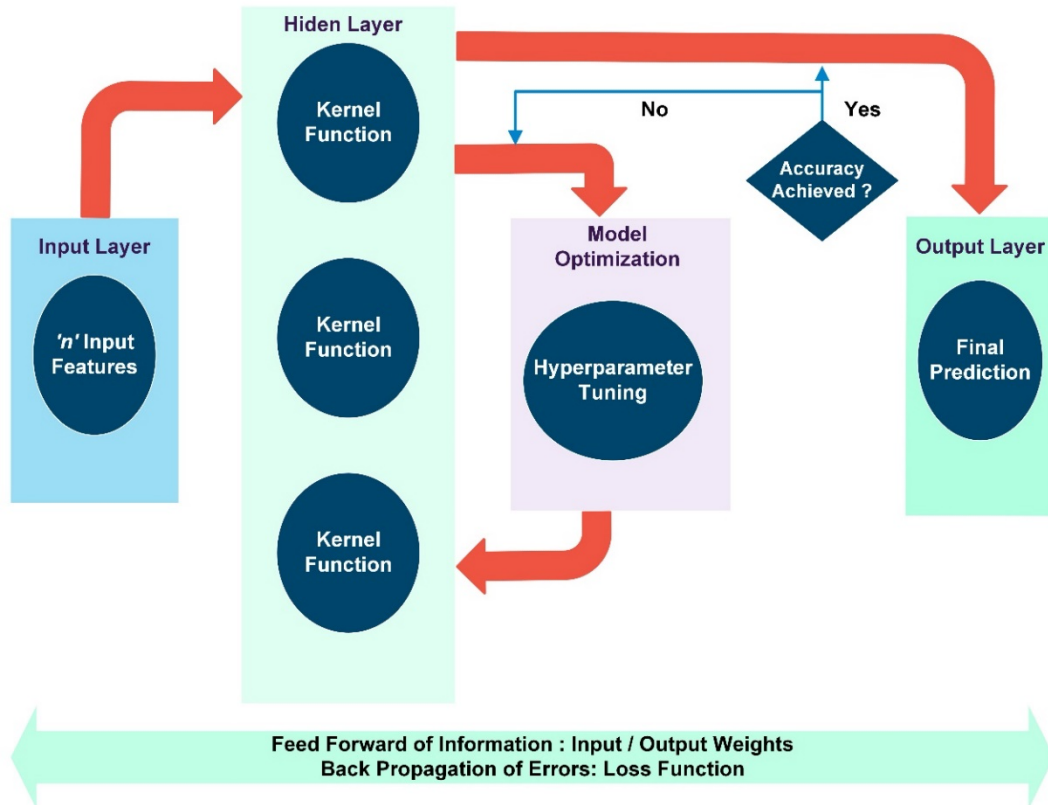 Hiden Layer
Kernel
Function
No
Yes
Accuracy
Achieved ?
Input Layer
Model
Optimization
Output Layer
'n' Input
Features
Kernel
Function
Hyperparameter
Tuning
Final
Prediction
Kernel
Function
Feed Forward of Information : Input / Output Weights
Back Propagation of Errors: Loss Function